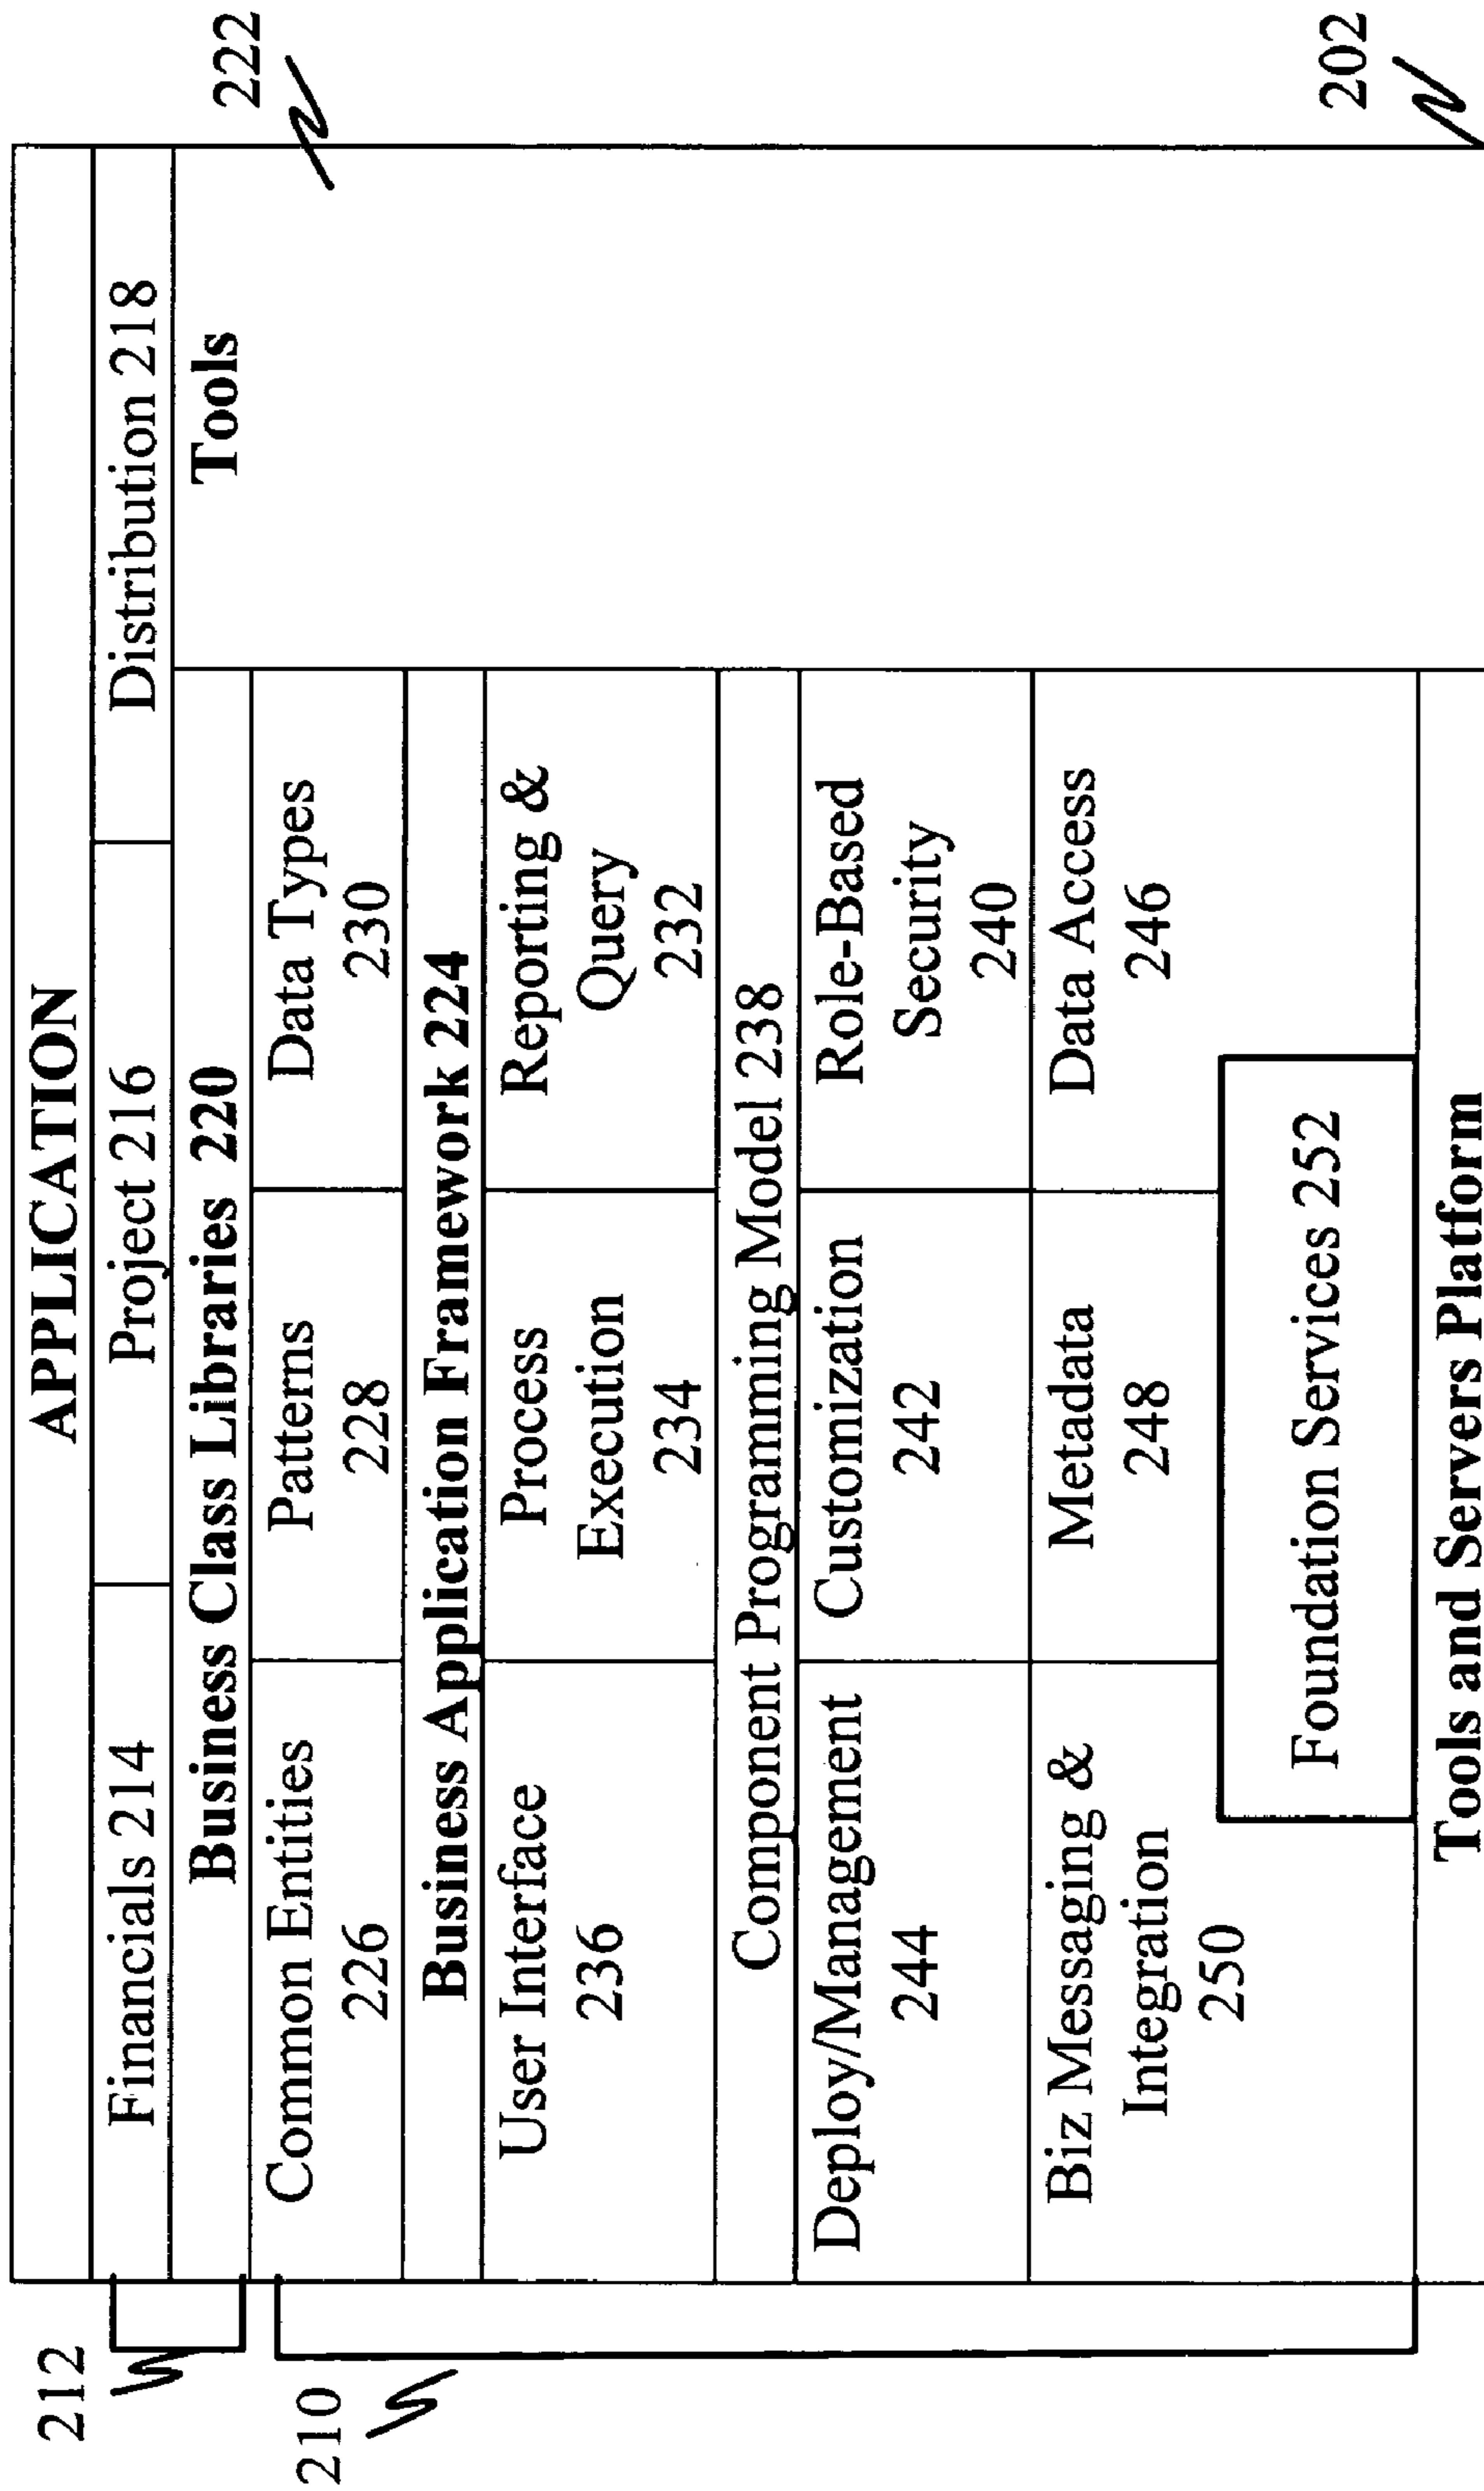 APPLICATION
212
Financials 214
Project 216
Distribution 218
222
Business Class Libraries 220
Tools
210
Common Entities
226
Patterns
228
Data Types
230
Business Application Framework 224
User Interface
236
Process
Execution
234
Reporting &
Query
232
Component Programming Model 238
Deploy/Management
244
Customization
242
Role-Based
Security
240
Biz Messaging &
Integration
250
Metadata
248
Data Access
246
Foundation Services 252
202
Tools and Servers Platform